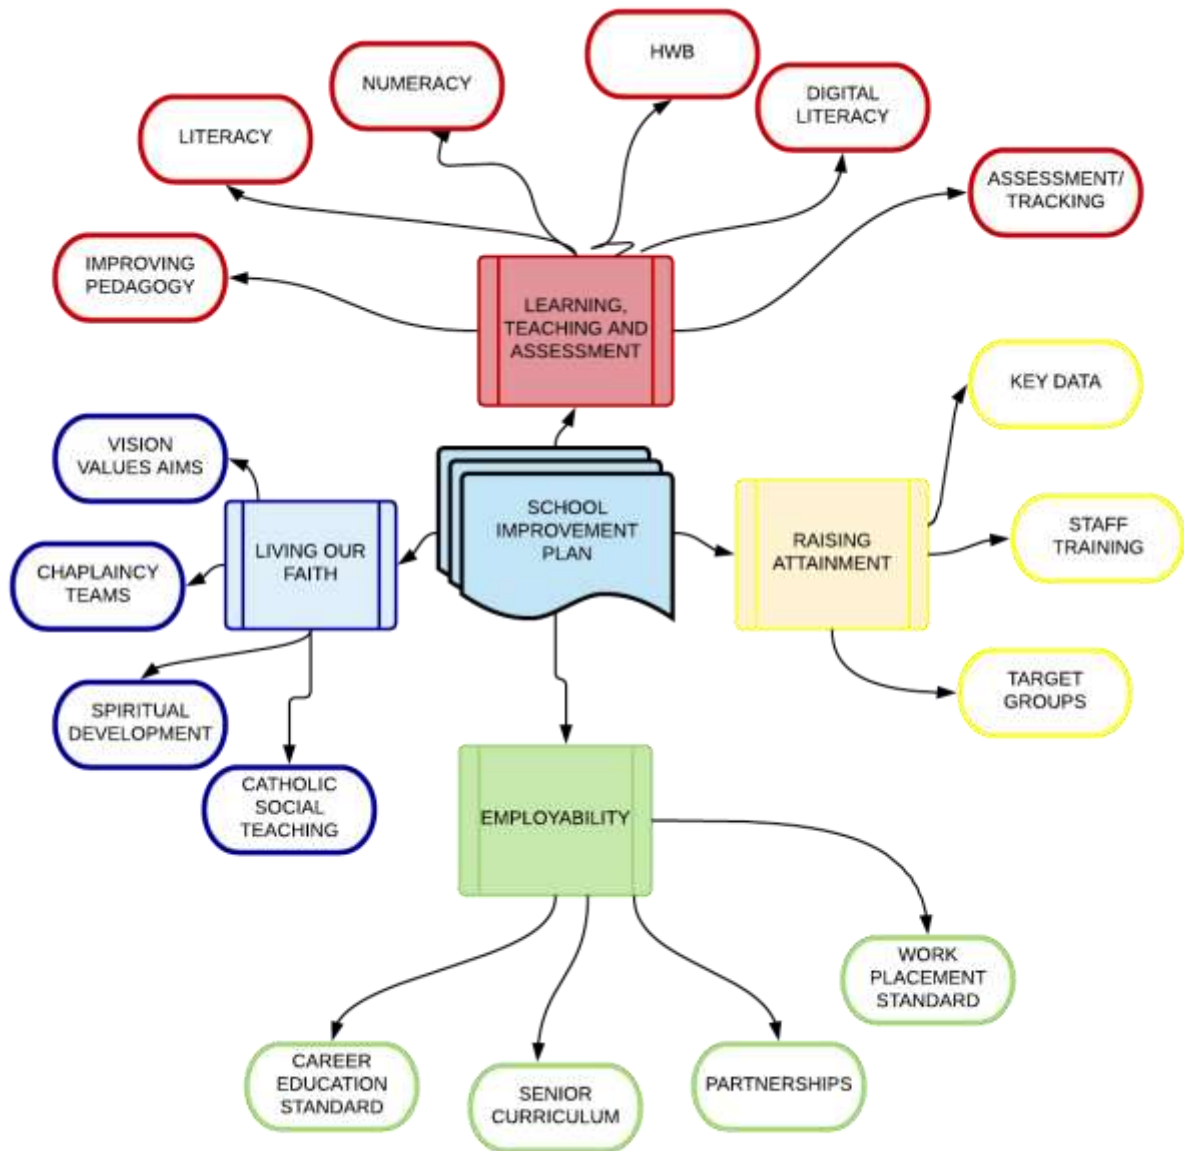 HWB
NUMERACY
DIGITAL
LITERACY
LITERACY
ASSESSMENT/
TRACKING
IMPROVING
PEDAGOGY
LEARNING,
TEACHING AND
ASSESSMENT
KEY DATA
VISION
VALUES AIMS
SCHOOL
IMPROVEMENT
PLAN
STAFF
TRAINING
RAISING
ATTAINMENT
LIVING OUR
FAITH
CHAPLAINCY
TEAMS
TARGET
GROUPS
SPIRITUAL
DEVELOPMENT
CATHOLIC
SOCIAL
TEACHING
EMPLOYABILITY
WORK
PLACEMENT
STANDARD
CAREER
EDUCATION
STANDARD
SENIOR
CURRICULUM
PARTNERSHIPS